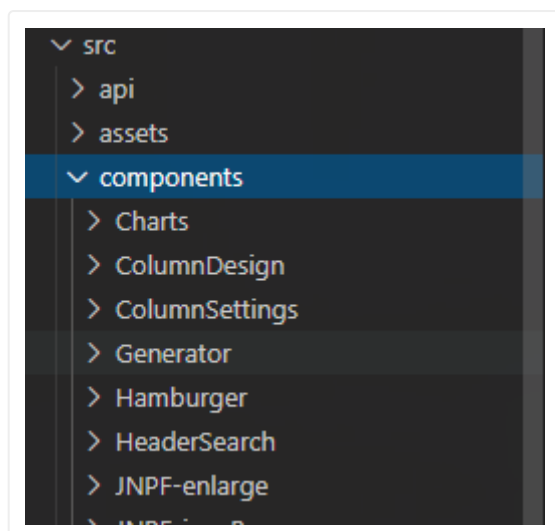 src
api
assets
components
Charts
ColumnDesign
ColumnSettings
Generator
Hamburger
HeaderSearch
JNPF-enlarge